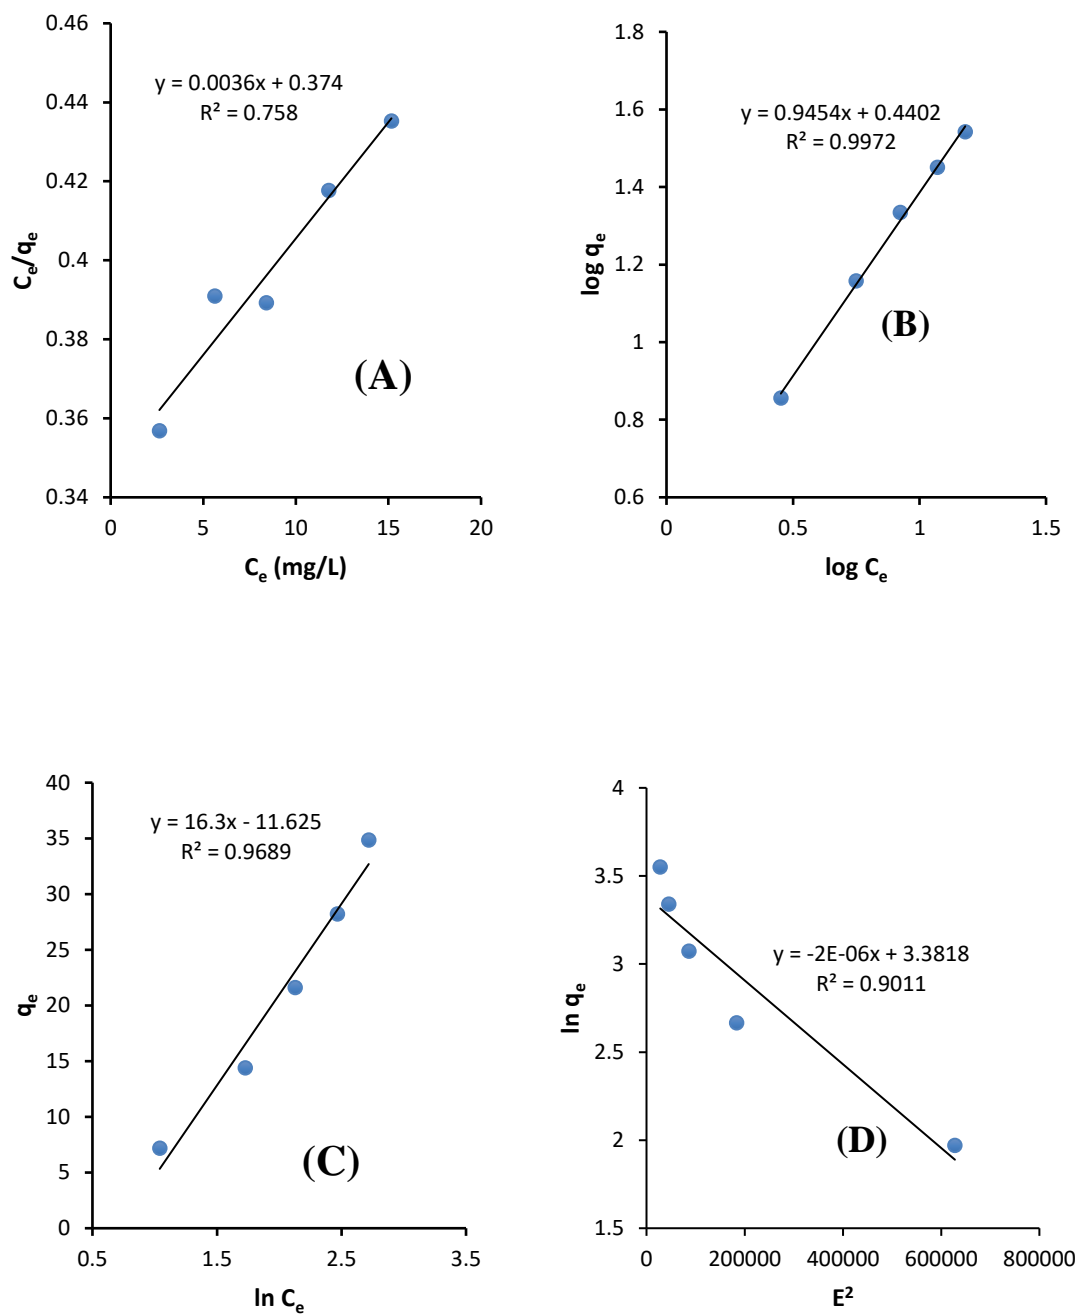 0.46
0.44
0.42
0.4
0.38
0.36
0.34
y = 0.0036x + 0.374
R² = 0.758
Cₑ/qₑ
(A)
0 5 10 15 20
Cₑ (mg/L)
1.8
1.6
1.4
1.2
1
0.8
0.6
y = 0.9454x + 0.4402
R² = 0.9972
log qₑ
(B)
0 0.5 1 1.5
log Cₑ
40
35
30
25
20
15
10
5
0
y = 16.3x - 11.625
R² = 0.9689
qₑ
(C)
0.5 1.5 2.5 3.5
ln Cₑ
4
3.5
3
2.5
2
1.5
y = -2E-06x + 3.3818
R² = 0.9011
ln qₑ
(D)
0 200000 400000 600000 800000
E²